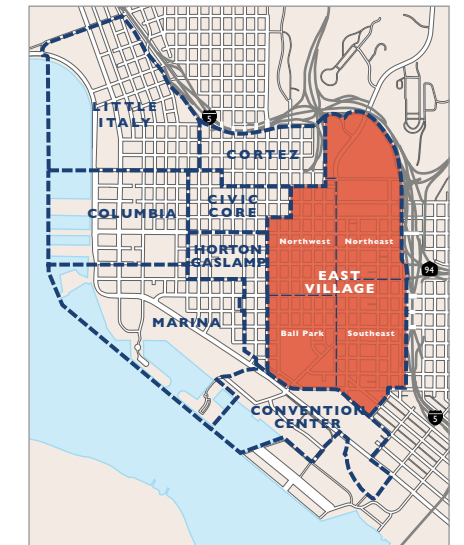 LITTLE
ITALY
5
CORTEZ
CIVIC
CORE
COLUMBIA
Northwest
Northeast
HORTON
GASLAMP
94
EAST
VILLAGE
MARINA
Ball Park
Southeast
CONVENTION
CENTER
5